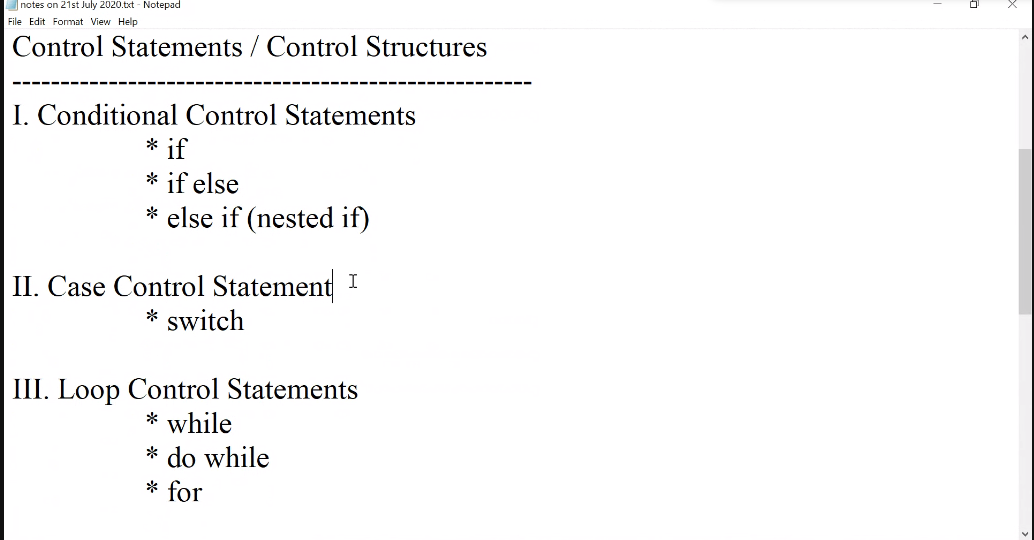 notes on 21st July 2020.txt - Notepad
File Edit Format View Help
Control Statements / Control Structures
------------------------------------------------------
I. Conditional Control Statements
* if
* if else
* else if (nested if)
II. Case Control Statement
* switch
III. Loop Control Statements
* while
* do while
* for